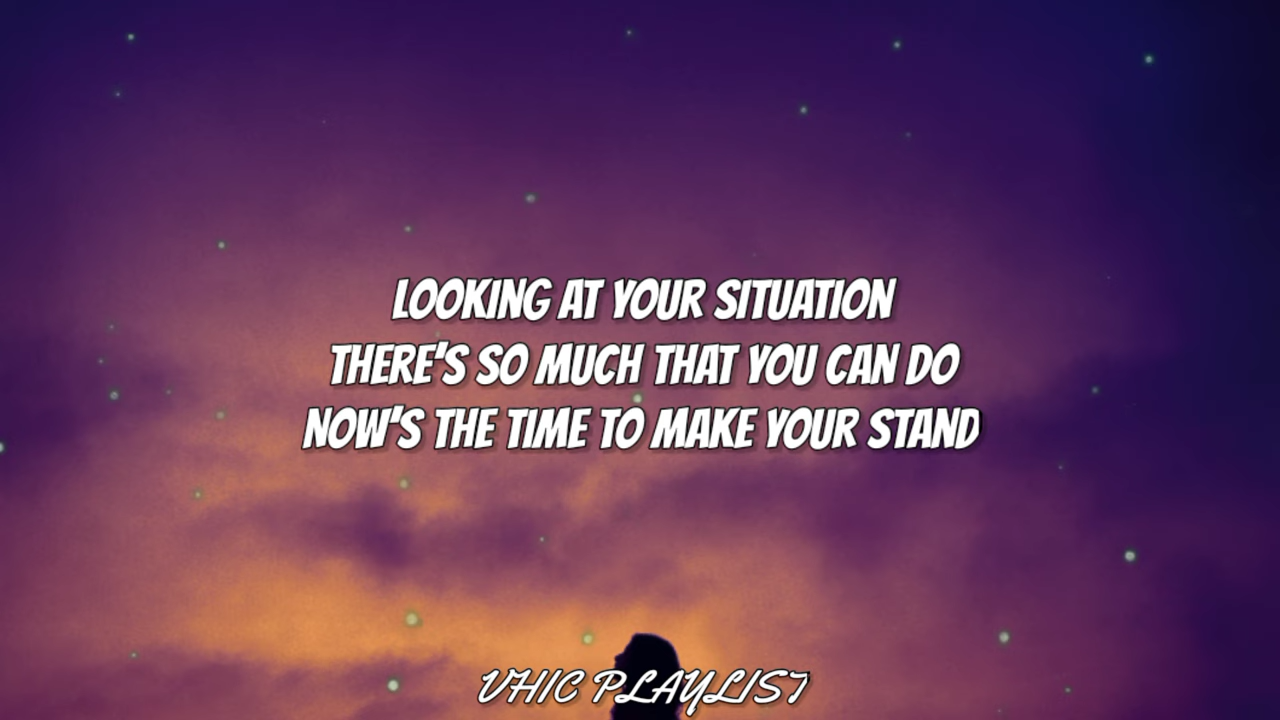 LOOKING AT YOUR SITUATION
THERE'S SO MUCH THAT YOU CAN DO
NOW'S THE TIME TO MAKE YOUR STAND
VHIC PLAYLIST